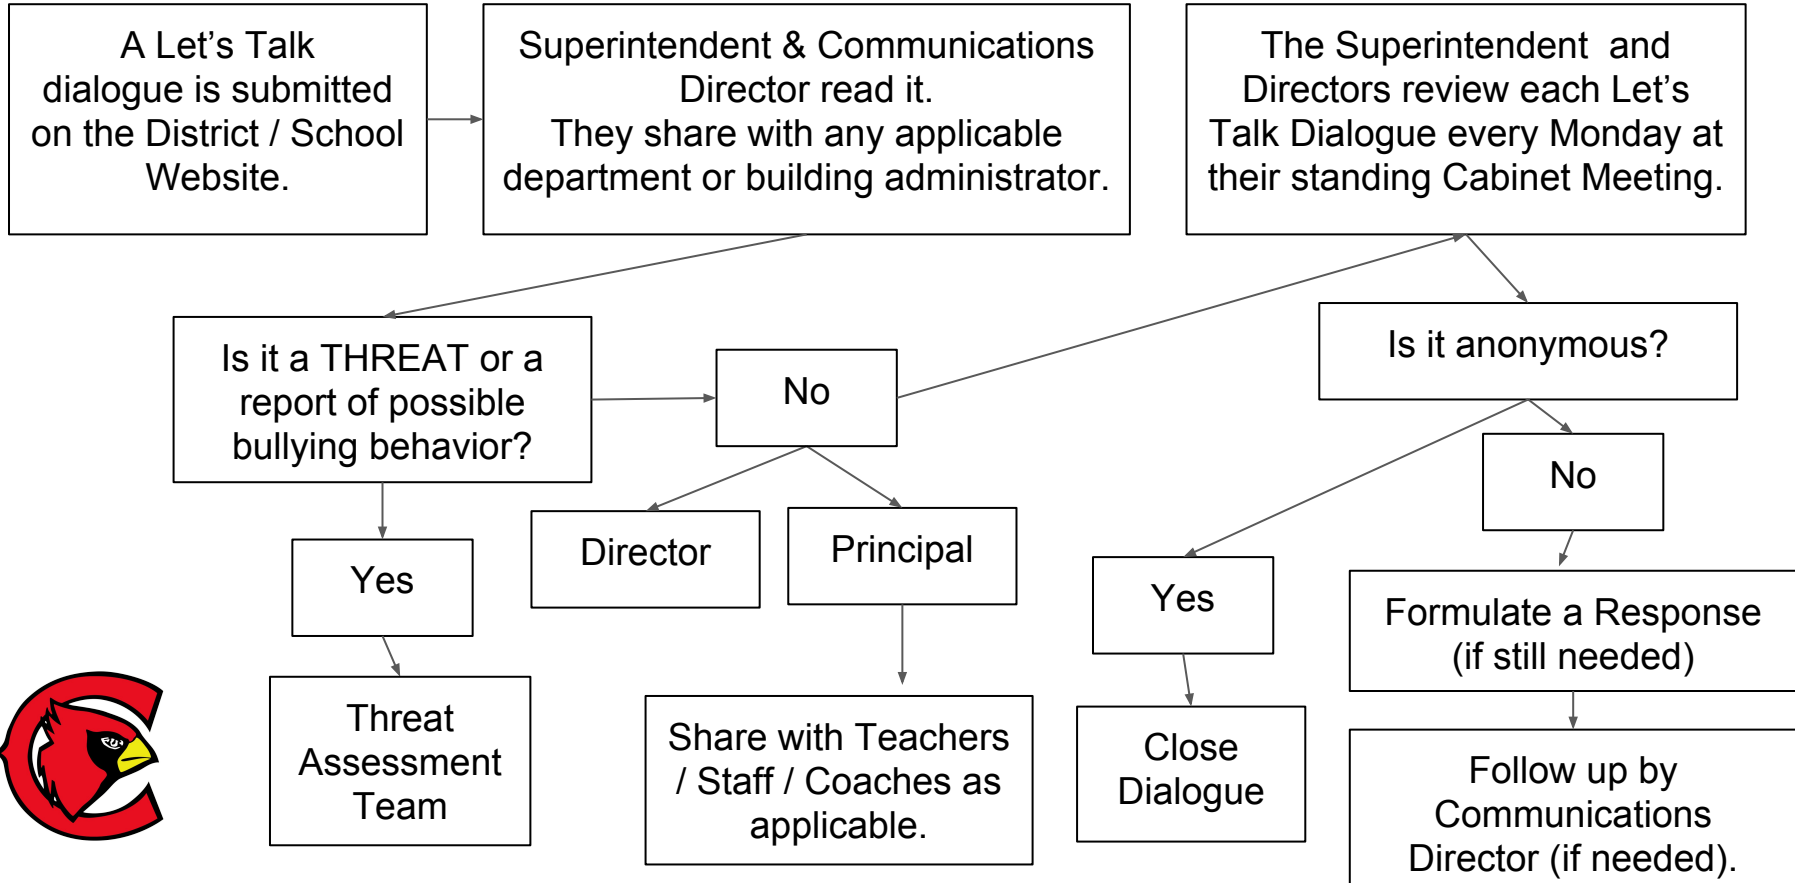 A Let’s Talk
dialogue is submitted
on the District / School
Website.
Superintendent & Communications
Director read it.
They share with any applicable
department or building administrator.
The Superintendent  and
Directors review each Let’s
Talk Dialogue every Monday at
their standing Cabinet Meeting.
Is it a THREAT or a
report of possible
bullying behavior?
No
Is it anonymous?
No
Yes
Director
Principal
Yes
Formulate a Response
(if still needed)
Threat
Assessment
Team
Share with Teachers
/ Staff / Coaches as
applicable.
Close
Dialogue
Follow up by
Communications
Director (if needed).
C